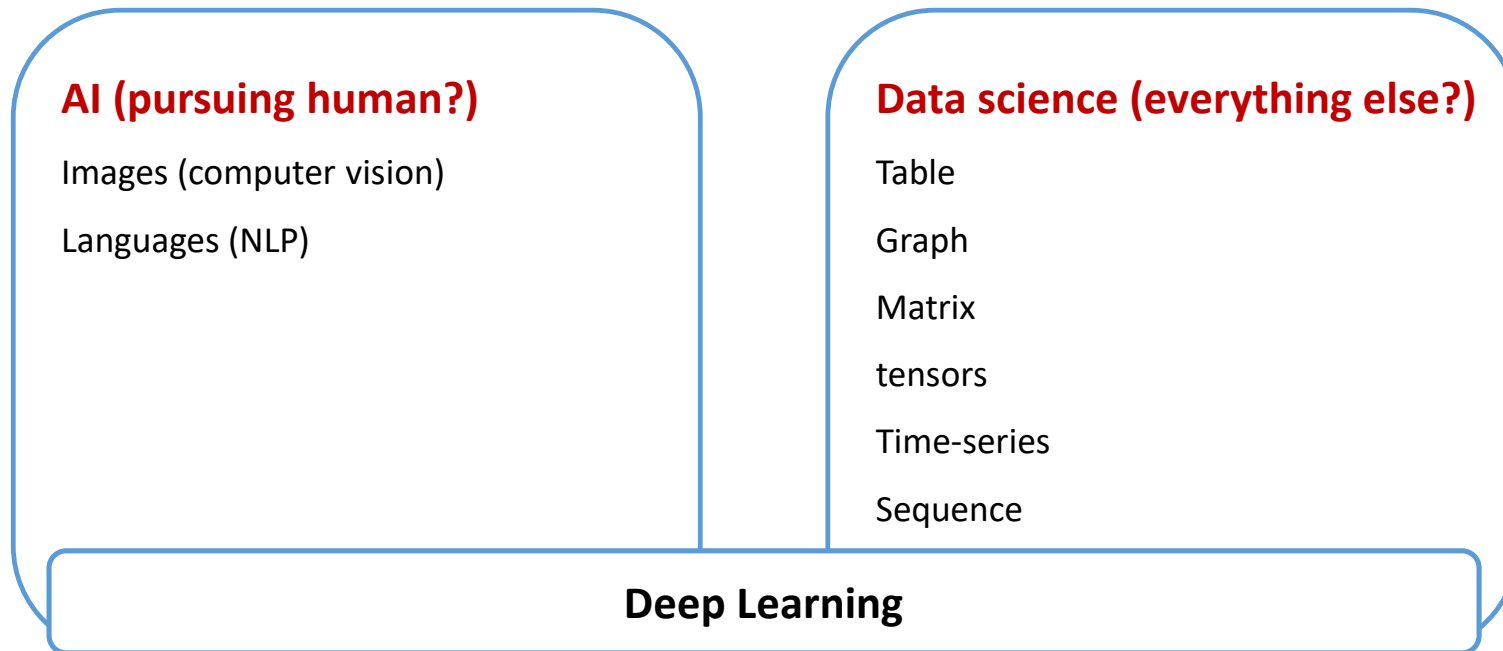 AI (pursuing human?)
Images (computer vision)
Languages (NLP)
Data science (everything else?)
Table
Graph
Matrix
tensors
Time-series
Sequence
Deep Learning